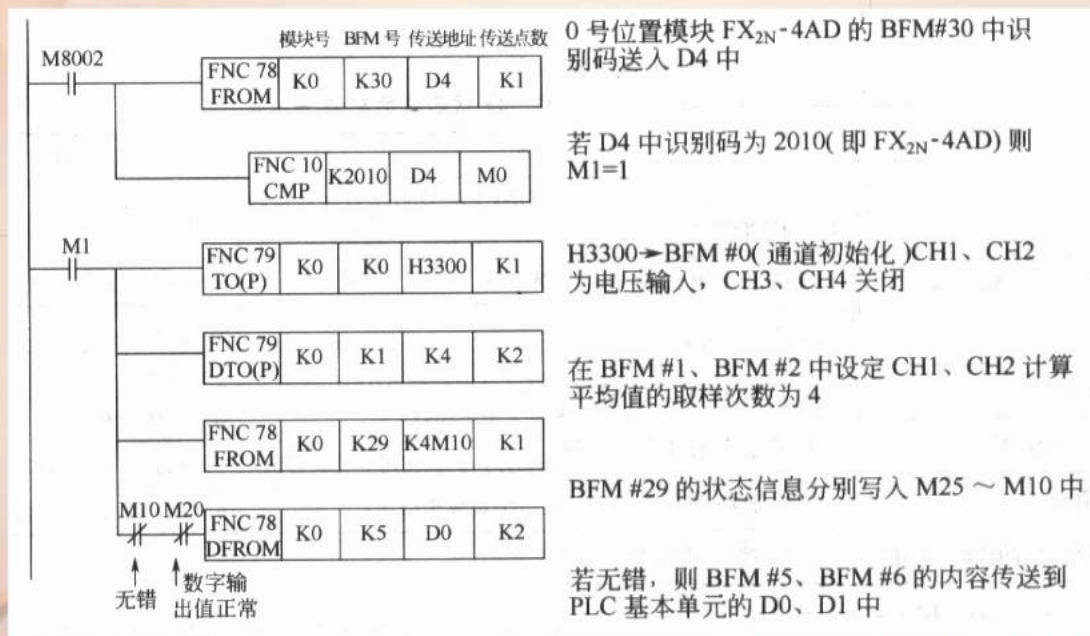 模块号 BFM 号 传送地址 传送点数
M8002
FNC 78 FROM K0 K30 D4 K1
0 号位置模块 FX2N-4AD 的 BFM#30 中识
别码送入 D4 中
FNC 10 CMP K2010 D4 M0
若 D4 中识别码为 2010( 即 FX2N-4AD) 则
M1=1
M1
FNC 79 TO(P) K0 K0 H3300 K1
H3300→BFM #0( 通道初始化 )CH1、CH2
为电压输入，CH3、CH4 关闭
FNC 79 DTO(P) K0 K1 K4 K2
在 BFM #1、BFM #2 中设定 CH1、CH2 计算
平均值的取样次数为 4
FNC 78 FROM K0 K29 K4M10 K1
BFM #29 的状态信息分别写入 M25 ～ M10 中
M10 M20
FNC 78 DFROM K0 K5 D0 K2
无错
数字输
出值正常
若无错，则 BFM #5、BFM #6 的内容传送到
PLC 基本单元的 D0、D1 中